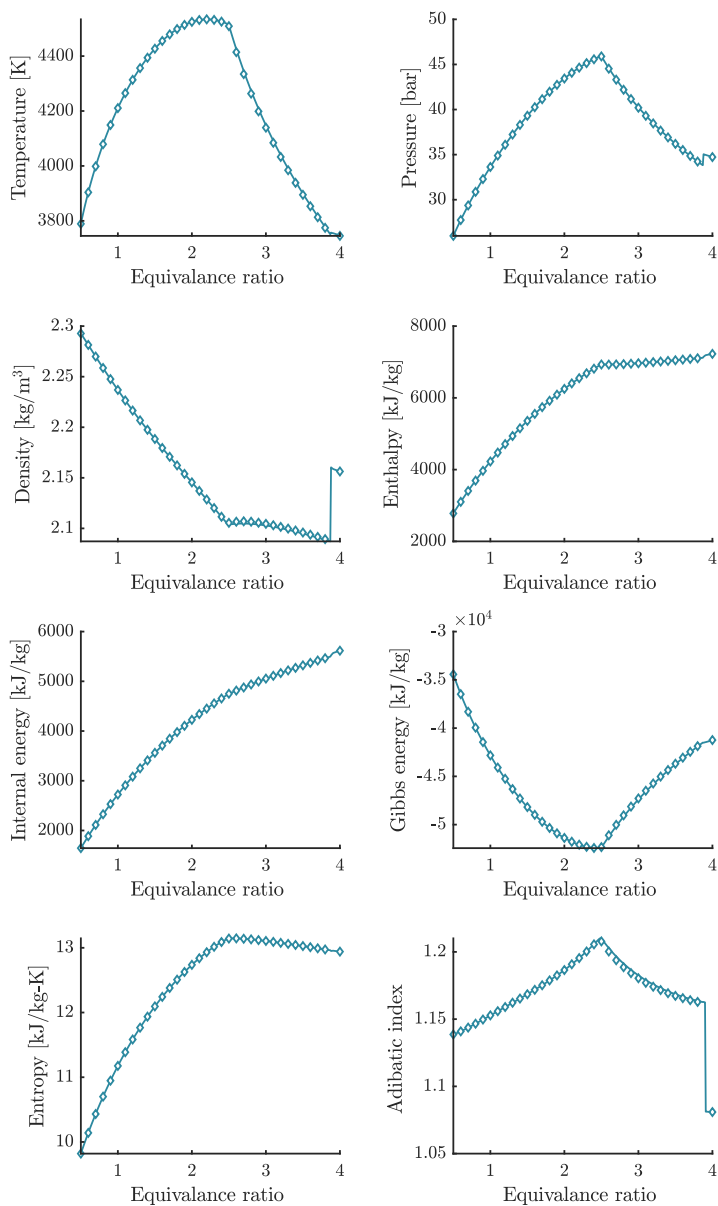 Temperature [K]
4400
4200
4000
3800
1 2 3 4
Equivalance ratio
Pressure [bar]
50
45
40
35
30
1 2 3 4
Equivalance ratio
Density [kg/m³]
2.3
2.25
2.2
2.15
2.1
1 2 3 4
Equivalance ratio
Enthalpy [kJ/kg]
8000
6000
4000
2000
1 2 3 4
Equivalance ratio
Internal energy [kJ/kg]
6000
5000
4000
3000
2000
1 2 3 4
Equivalance ratio
Gibbs energy [kJ/kg]
×10⁴
-3
-3.5
-4
-4.5
-5
1 2 3 4
Equivalance ratio
Entropy [kJ/kg-K]
13
12
11
10
1 2 3 4
Equivalance ratio
Adibatic index
1.2
1.15
1.1
1.05
1 2 3 4
Equivalance ratio